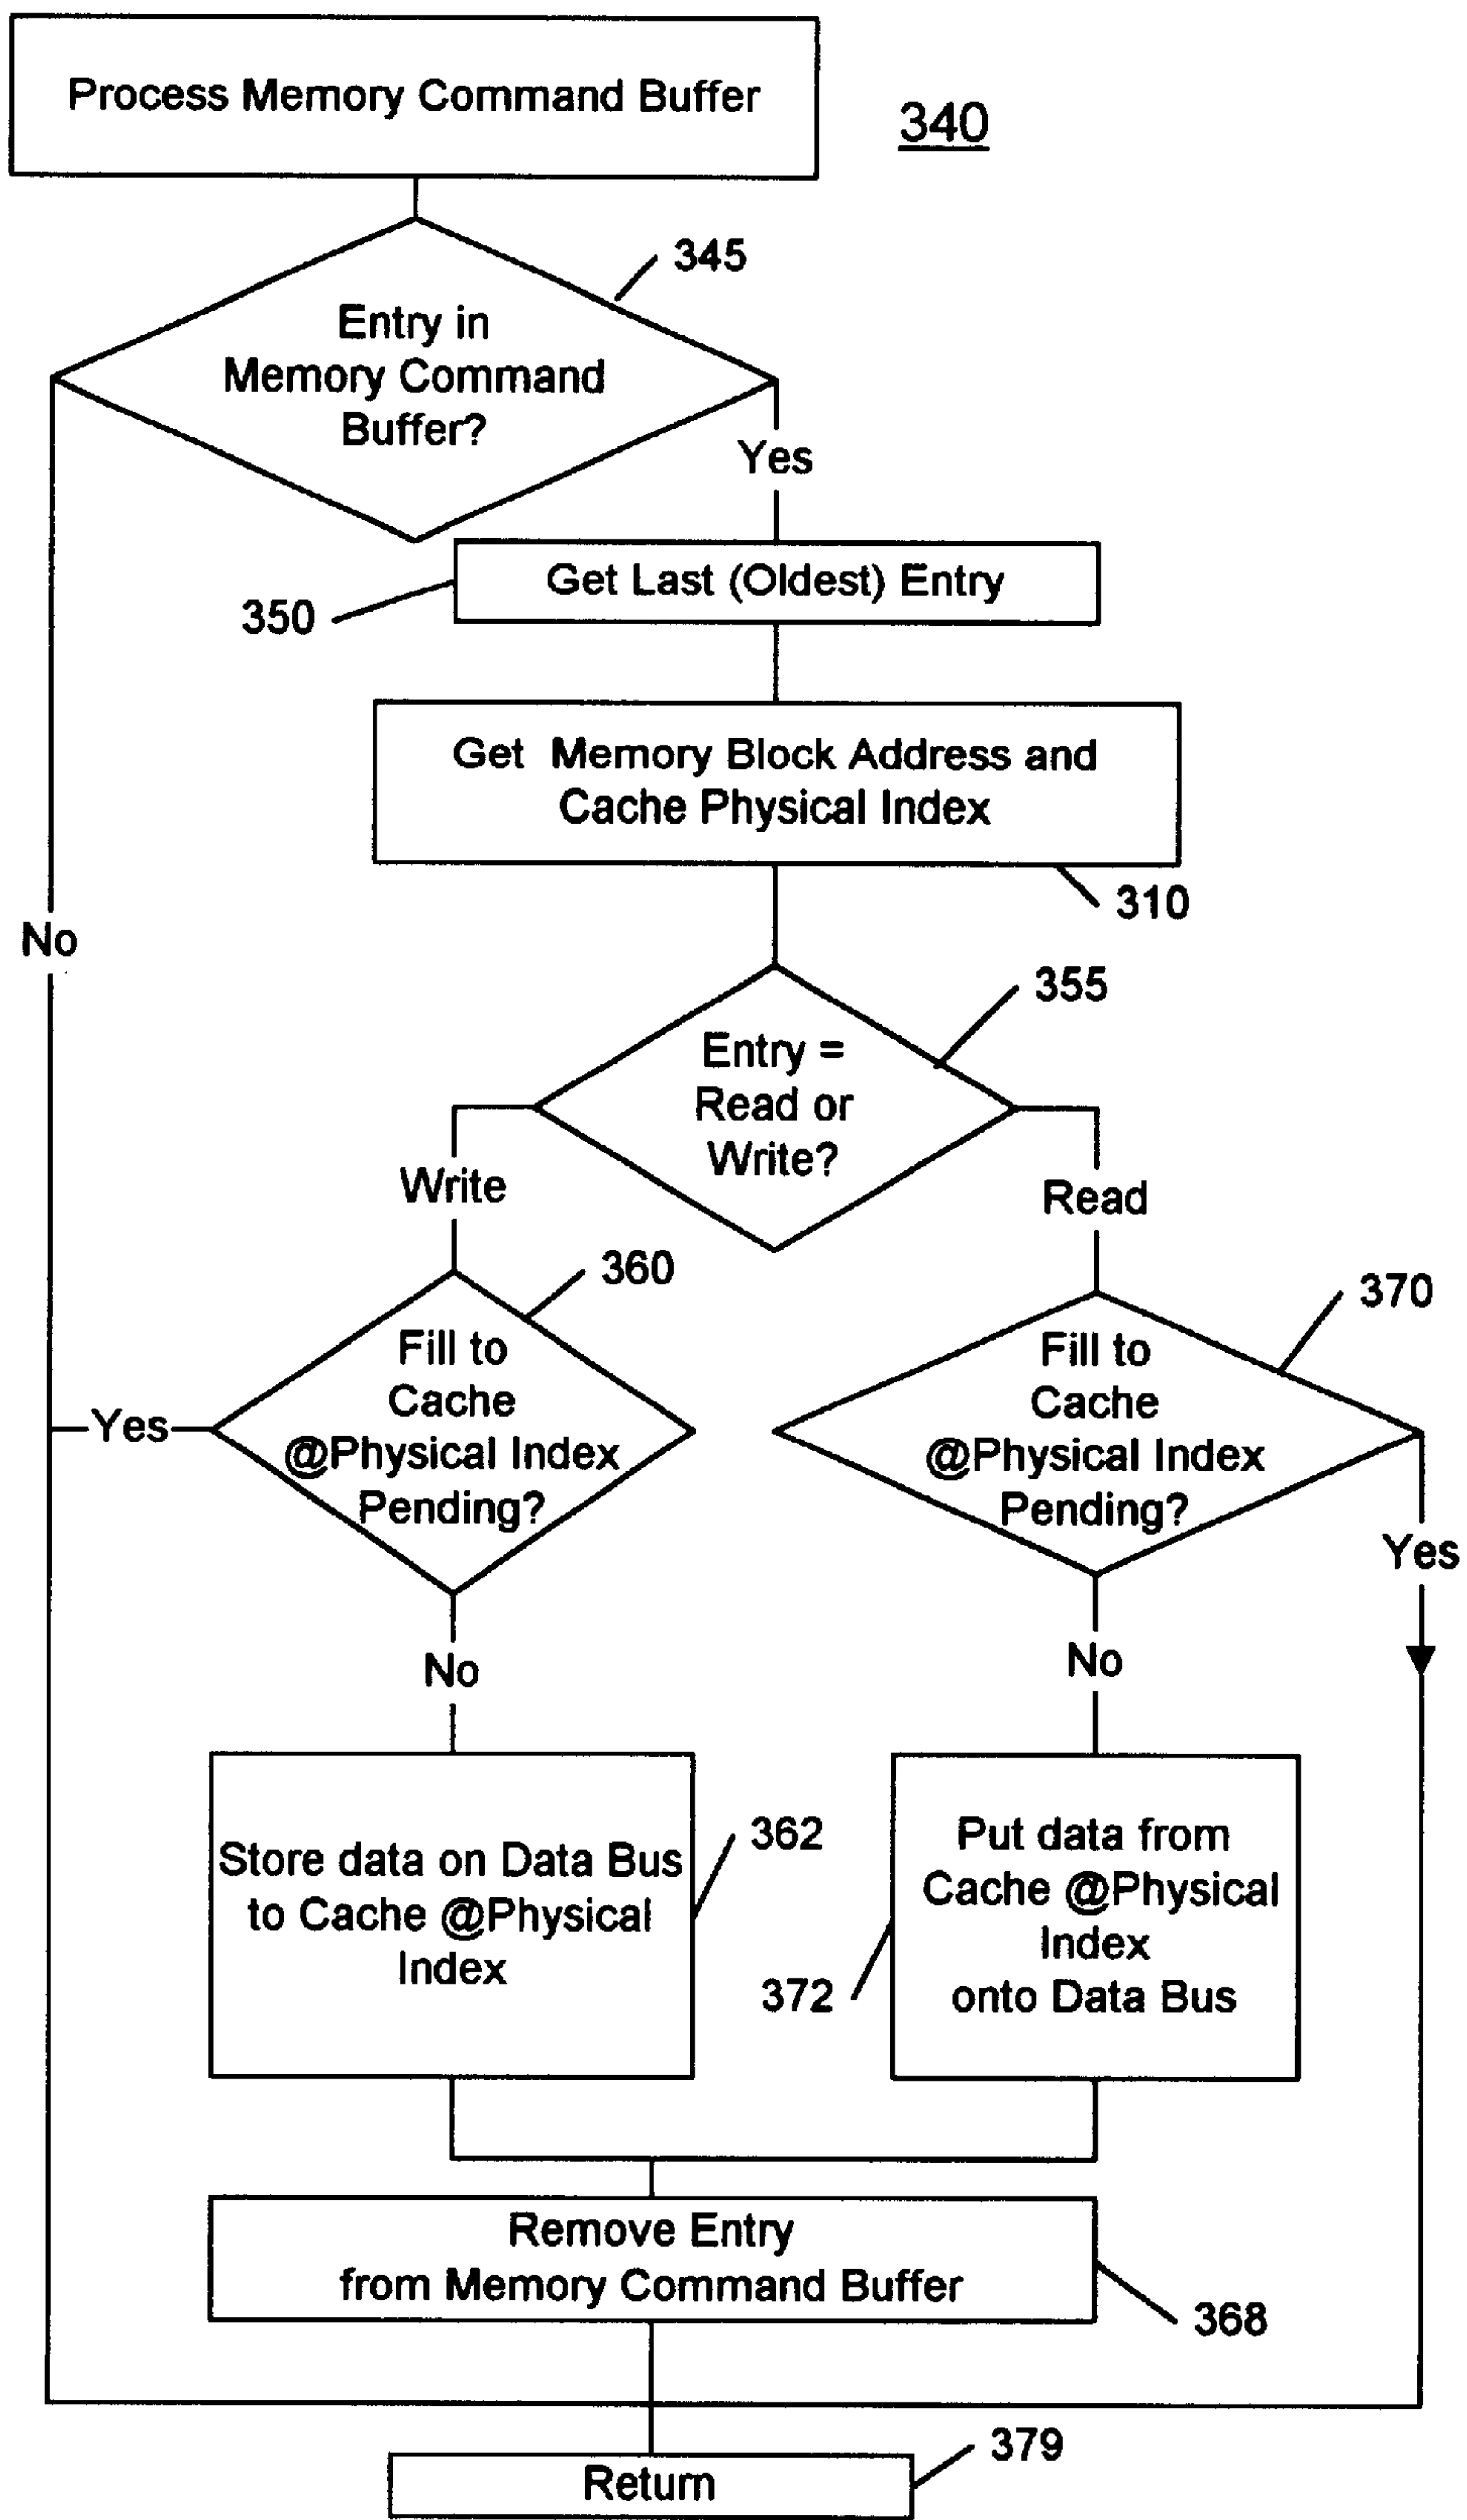 Process Memory Command Buffer
340
345
Entry in
Memory Command
Buffer?
Yes
Get Last (Oldest) Entry
350
Get Memory Block Address and
Cache Physical Index
310
No
355
Entry =
Read or
Write?
Write
Read
360
370
Fill to
Cache
@Physical Index
Pending?
Fill to
Cache
@Physical Index
Pending?
Yes
Yes
No
No
Store data on Data Bus
to Cache @Physical
Index
362
Put data from
Cache @Physical
Index
onto Data Bus
372
Remove Entry
from Memory Command Buffer
368
379
Return